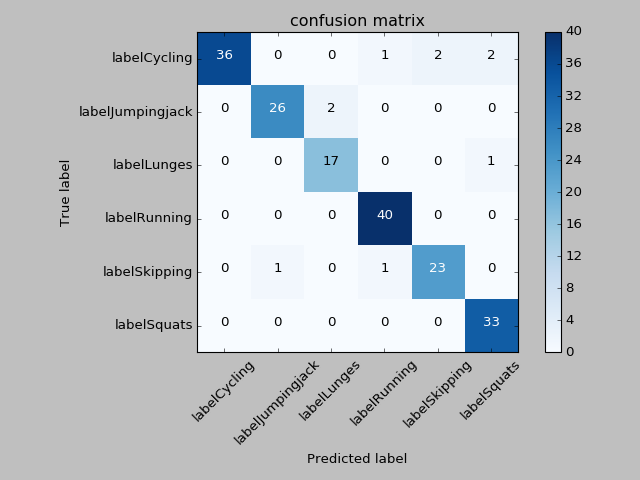 confusion matrix
labelCycling 36 0 0 1 2 2
labelJumpingjack 0 26 2 0 0 0
labelLunges 0 0 17 0 0 1
labelRunning 0 0 0 40 0 0
labelSkipping 0 1 0 1 23 0
labelSquats 0 0 0 0 0 33
True label
labelCycling labelJumpingjack labelLunges labelRunning labelSkipping labelSquats
Predicted label
40
36
32
28
24
20
16
12
8
4
0